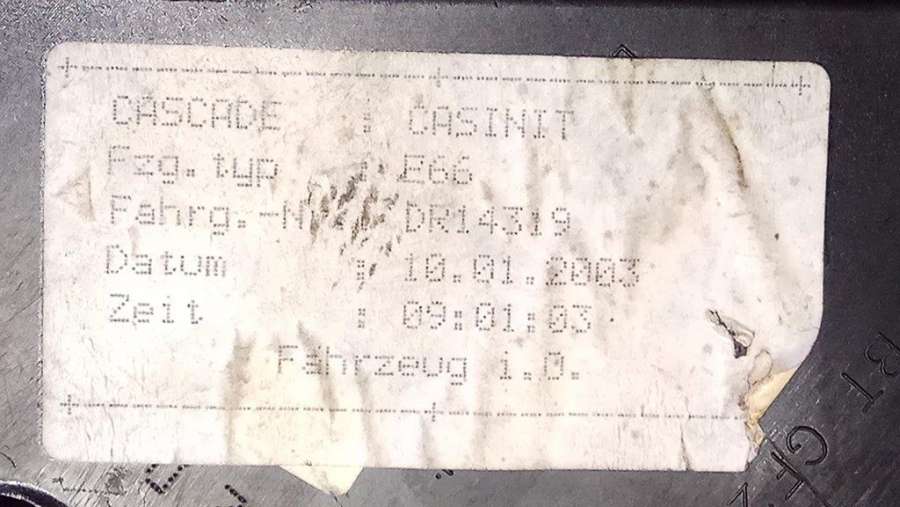 CASCADE : CASINIT
Fzg.typ : E66
Fahrg.-Nr.: DR14319
Datum : 10.01.2003
Zeit : 09:01:03
Fahrzeug i.O.